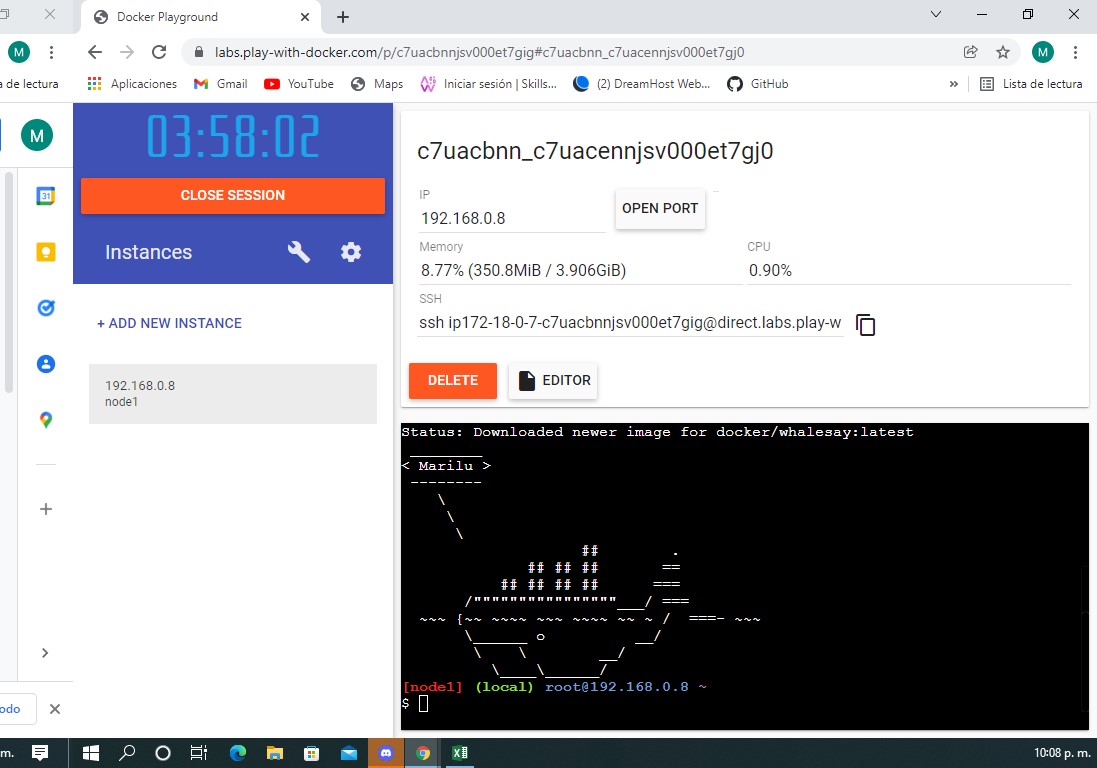 Docker Playground
M
labs.play-with-docker.com/p/c7uacbnnjsv000et7gig#c7uacbnn_c7uacennjsv000et7gj0
M
a de lectura
Aplicaciones
Gmail
YouTube
Maps
Iniciar sesión | Skills...
(2) DreamHost Web...
GitHub
»
Lista de lectura
M
31
03:58:02
CLOSE SESSION
Instances
+ ADD NEW INSTANCE
192.168.0.8
node1
c7uacbnn_c7uacennjsv000et7gj0
IP
192.168.0.8
OPEN PORT
Memory
8.77% (350.8MiB / 3.906GiB)
CPU
0.90%
SSH
ssh ip172-18-0-7-c7uacbnnjsv000et7gig@direct.labs.play-w
DELETE
EDITOR
Status: Downloaded newer image for docker/whalesay:latest
 ________
< Marilu >
 --------
    \
     \
      \
                    ##        .
              ## ## ##       ==
           ## ## ## ##      ===
       /""""""""""""""""___/ ===
  ~~~ {~~ ~~~~ ~~~ ~~~~ ~~ ~ /  ===- ~~~
       \______ o          __/
        \    \        __/
          \____\______/
[node1] (local) root@192.168.0.8 ~
$
odo
m.
10:08 p. m.